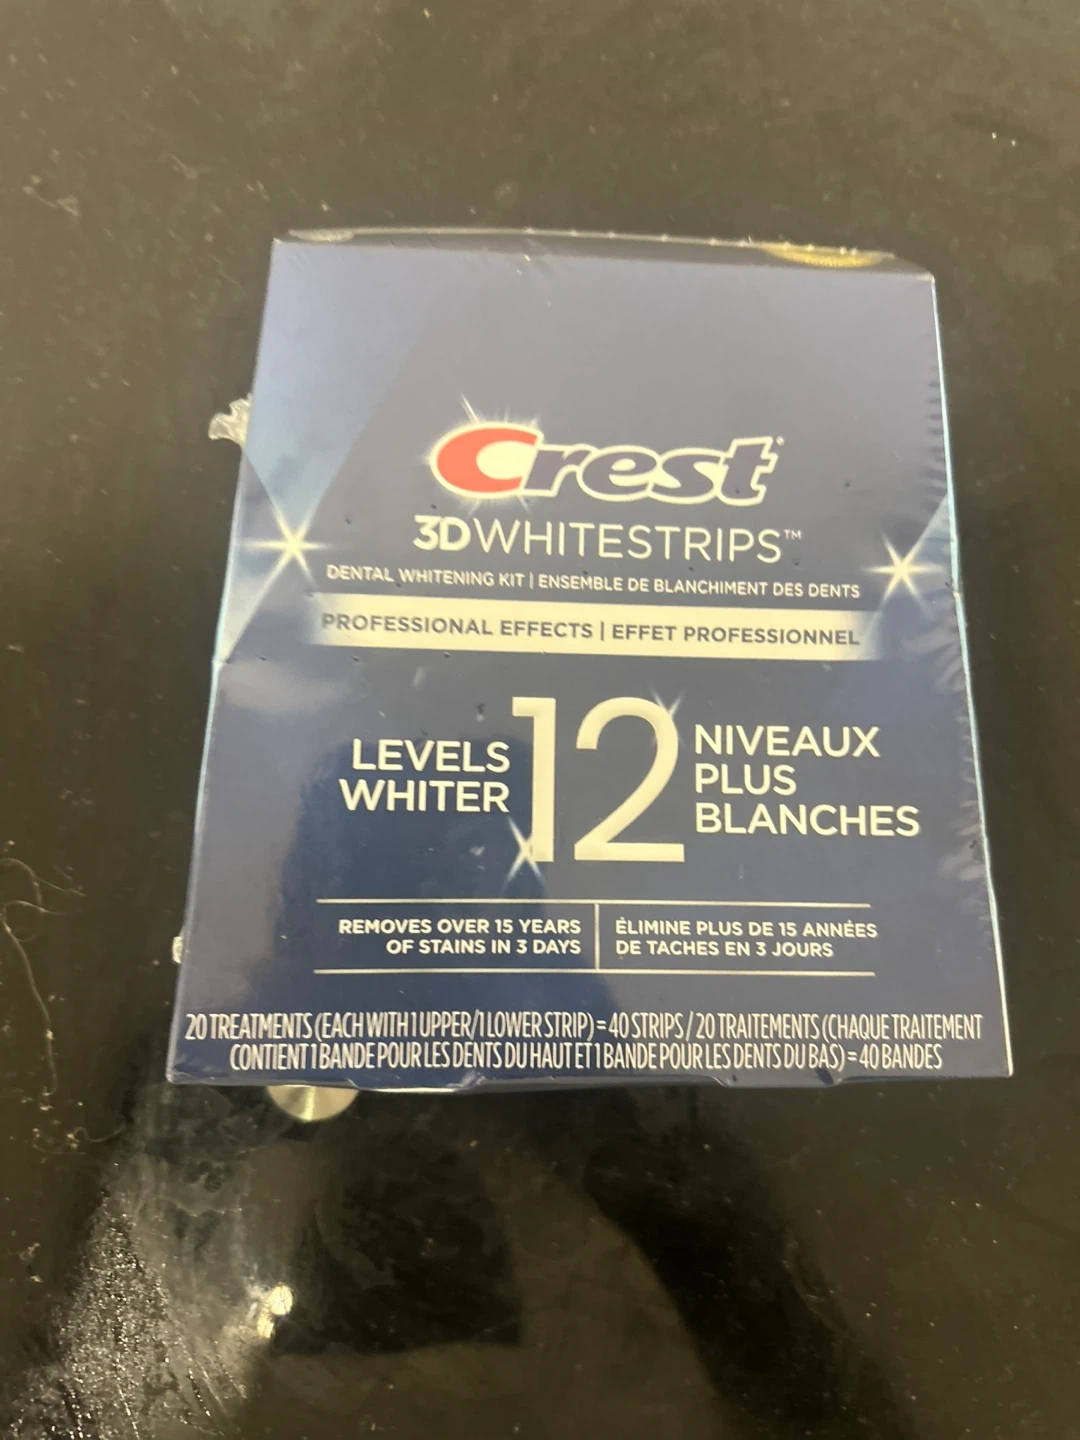 Crest
3DWHITESTRIPS™
DENTAL WHITENING KIT | ENSEMBLE DE BLANCHIMENT DES DENTS
PROFESSIONAL EFFECTS | EFFET PROFESSIONNEL
LEVELS
WHITER
12
NIVEAUX
PLUS
BLANCHES
REMOVES OVER 15 YEARS
OF STAINS IN 3 DAYS
ÉLIMINE PLUS DE 15 ANNÉES
DE TACHES EN 3 JOURS
20 TREATMENTS (EACH WITH 1 UPPER/1 LOWER STRIP) = 40 STRIPS / 20 TRAITEMENTS (CHAQUE TRAITEMENT
CONTIENT 1 BANDE POUR LES DENTS DU HAUT ET 1 BANDE POUR LES DENTS DU BAS) = 40 BANDES